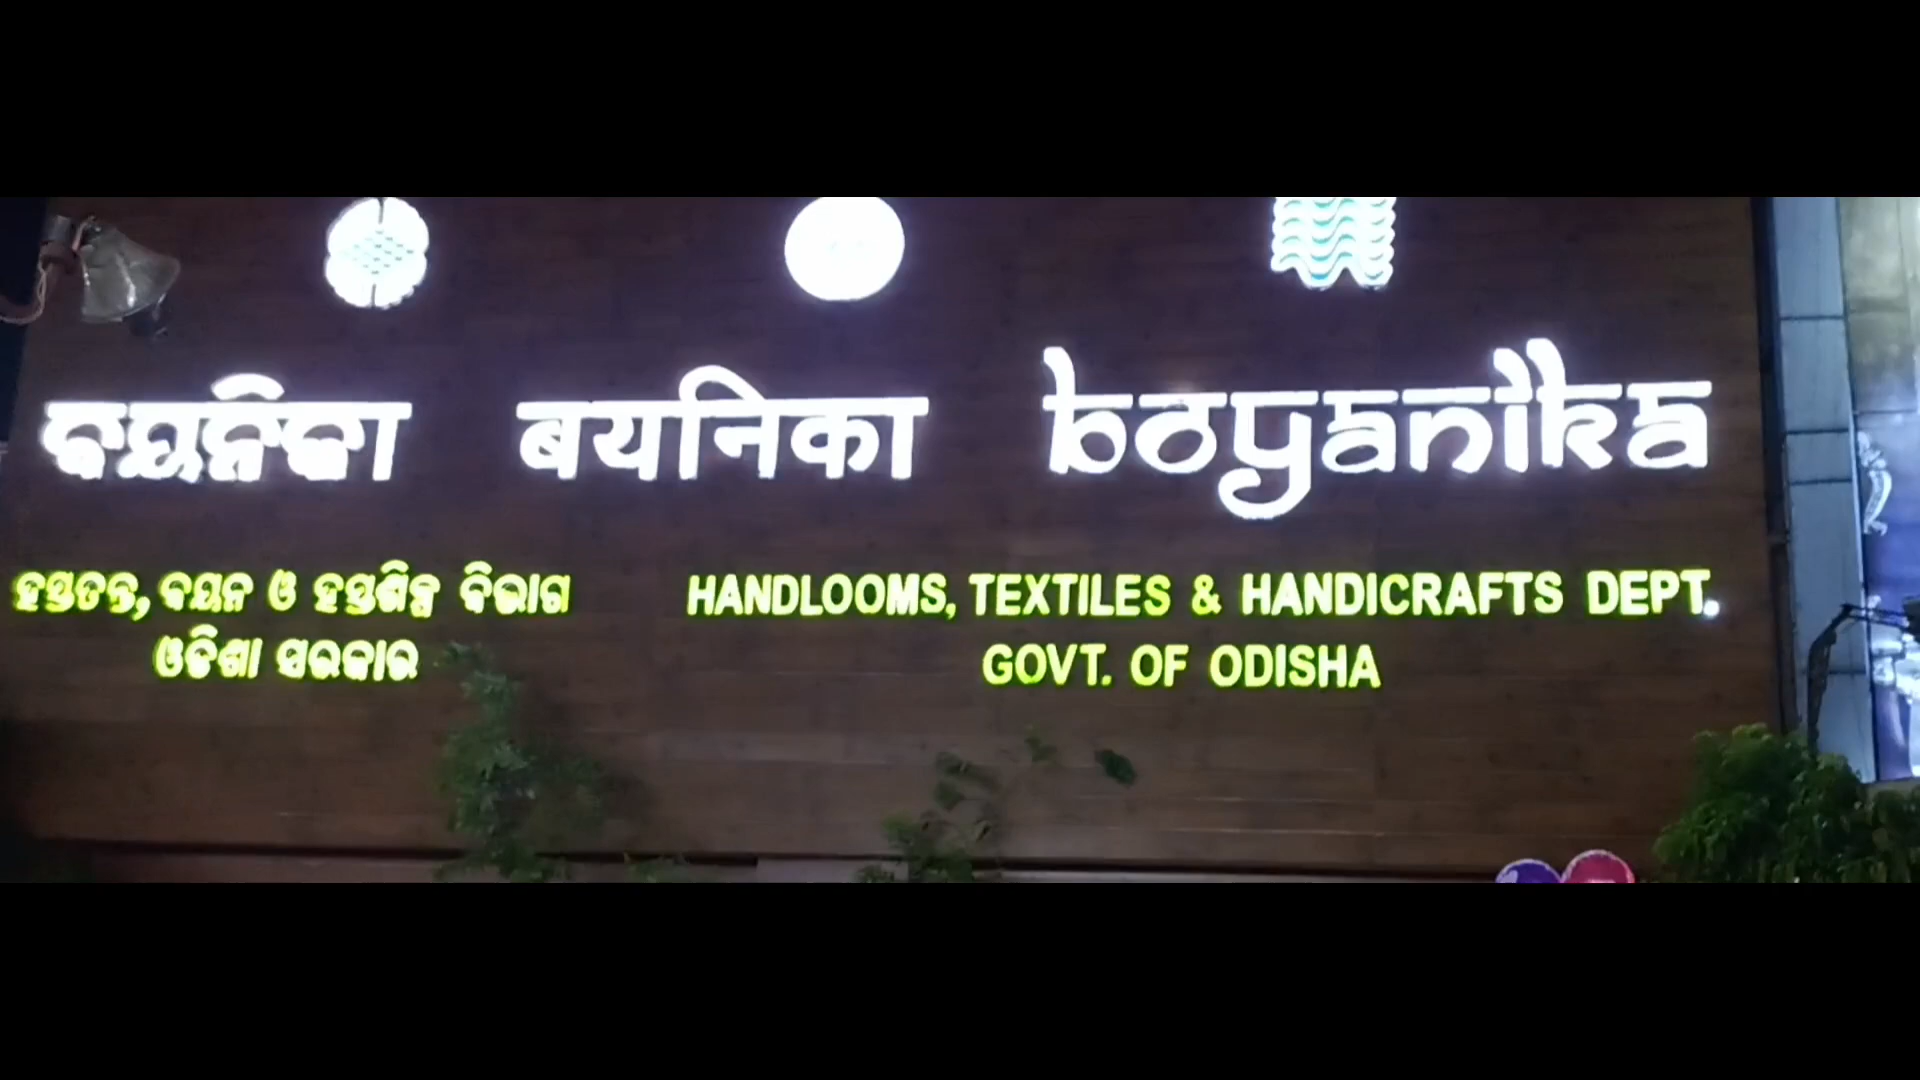 ବୟନିକା बयनिका boyanika
ହସ୍ତତନ୍ତ, ବୟନ ଓ ହସ୍ତଶିଳ୍ପ ବିଭାଗ
ଓଡିଶା ସରକାର
HANDLOOMS, TEXTILES & HANDICRAFTS DEPT.
GOVT. OF ODISHA